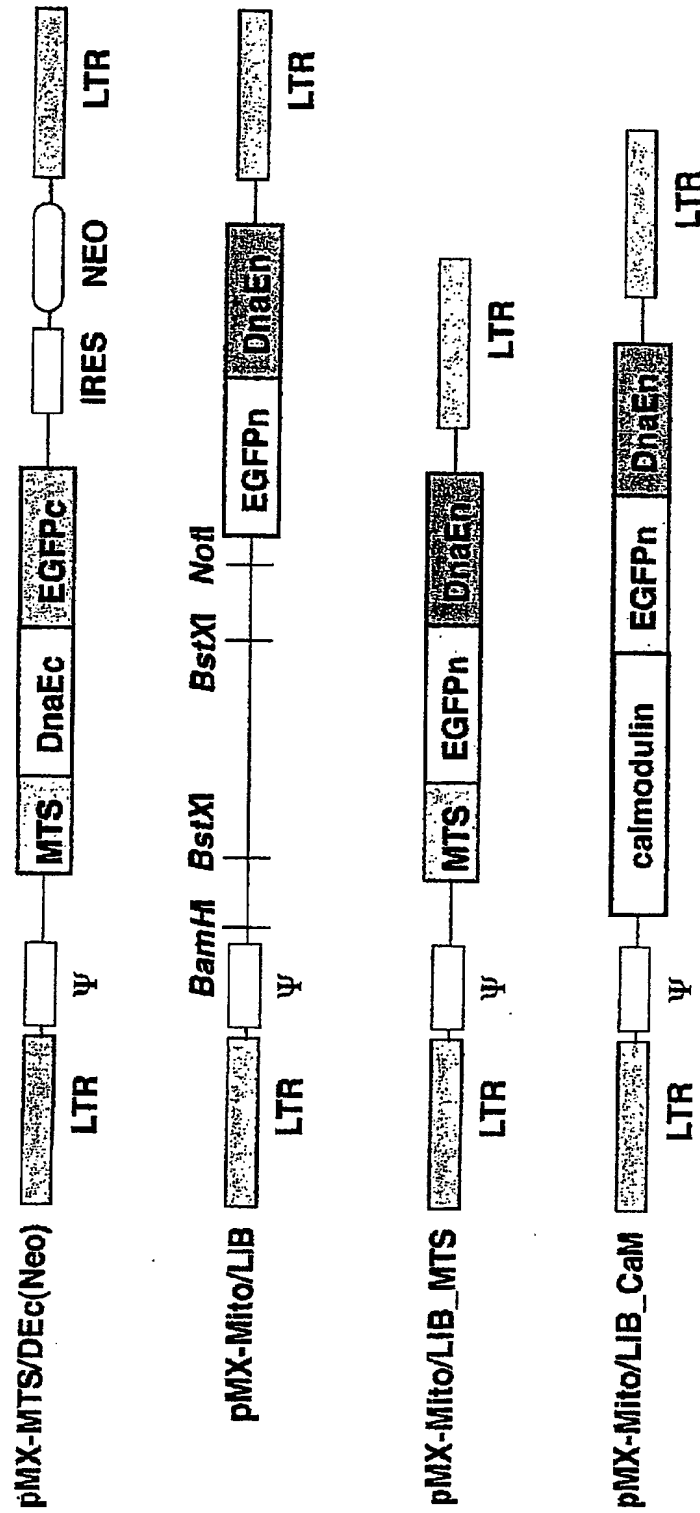 pMX-MTS/DEc(Neo)
LTR Ψ MTS DnaEc EGFPc IRES NEO LTR
pMX-Mito/LIB
LTR Ψ BamHI BstXI BstXI NotI EGFPn DnaEn LTR
pMX-Mito/LIB_MTS
LTR Ψ MTS EGFPn DnaEn LTR
pMX-Mito/LIB_CaM
LTR Ψ calmodulin EGFPn DnaEn LTR